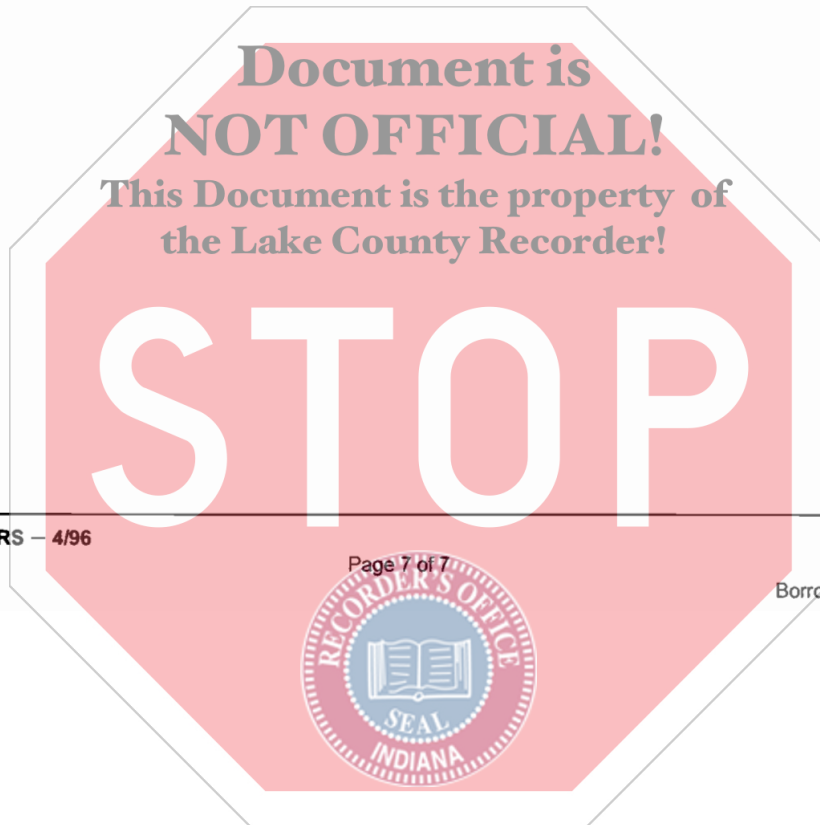 Document is
NOT OFFICIAL!
This Document is the property of
the Lake County Recorder!
STOP
RS – 4/96
Page 7 of 7
Borro
RECORDER'S OFFICE
SEAL
INDIANA